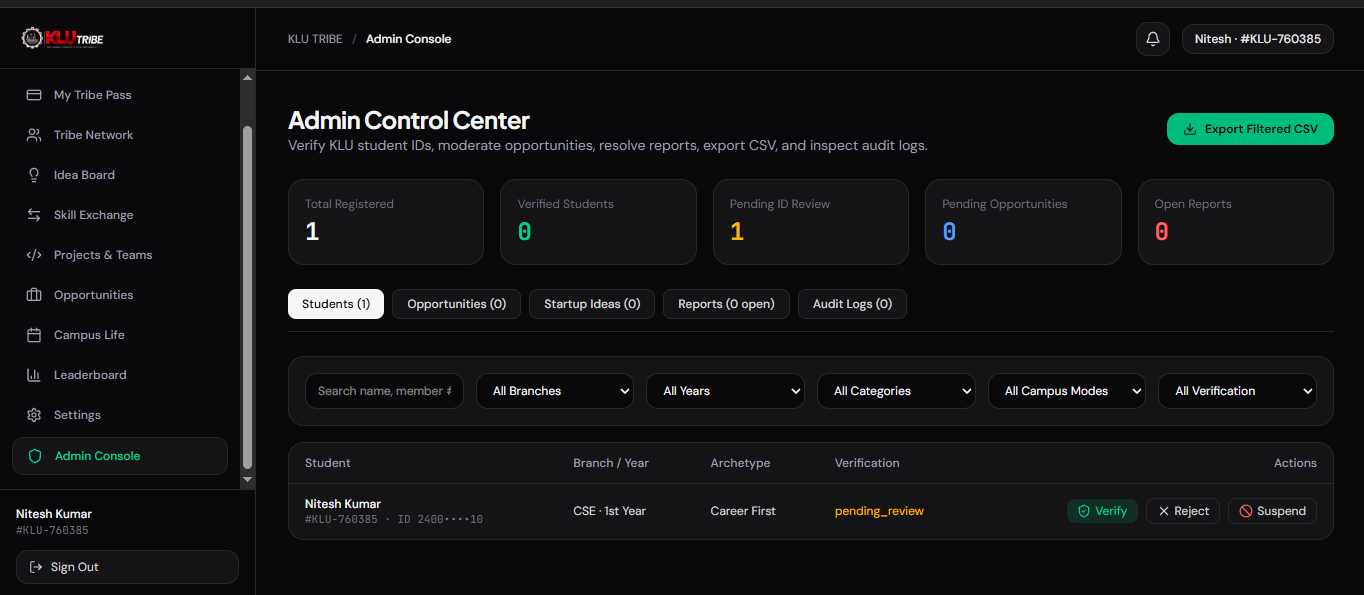 KLU TRIBE
KLU TRIBE / Admin Console
Nitesh · #KLU-760385
My Tribe Pass
Tribe Network
Idea Board
Skill Exchange
Projects & Teams
Opportunities
Campus Life
Leaderboard
Settings
Admin Console
Nitesh Kumar
#KLU-760385
Sign Out
Admin Control Center
Verify KLU student IDs, moderate opportunities, resolve reports, export CSV, and inspect audit logs.
Export Filtered CSV
Total Registered
1
Verified Students
0
Pending ID Review
1
Pending Opportunities
0
Open Reports
0
Students (1) Opportunities (0) Startup Ideas (0) Reports (0 open) Audit Logs (0)
Search name, member # All Branches All Years All Categories All Campus Modes All Verification
Student Branch / Year Archetype Verification Actions
Nitesh Kumar
#KLU-760385 · ID 2400••••10
CSE · 1st Year Career First pending_review Verify Reject Suspend